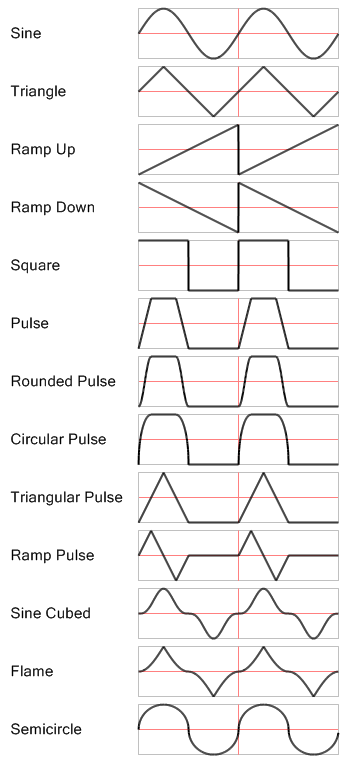 Sine
Triangle
Ramp Up
Ramp Down
Square
Pulse
Rounded Pulse
Circular Pulse
Triangular Pulse
Ramp Pulse
Sine Cubed
Flame
Semicircle